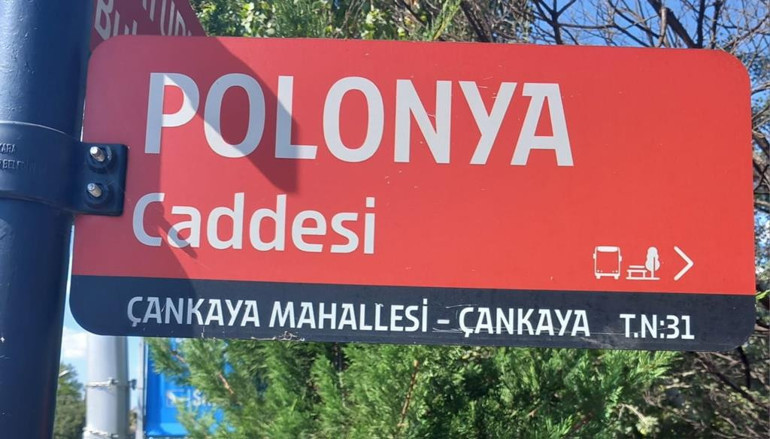 POLONYA
Caddesi
ÇANKAYA MAHALLESİ – ÇANKAYA T.N:31